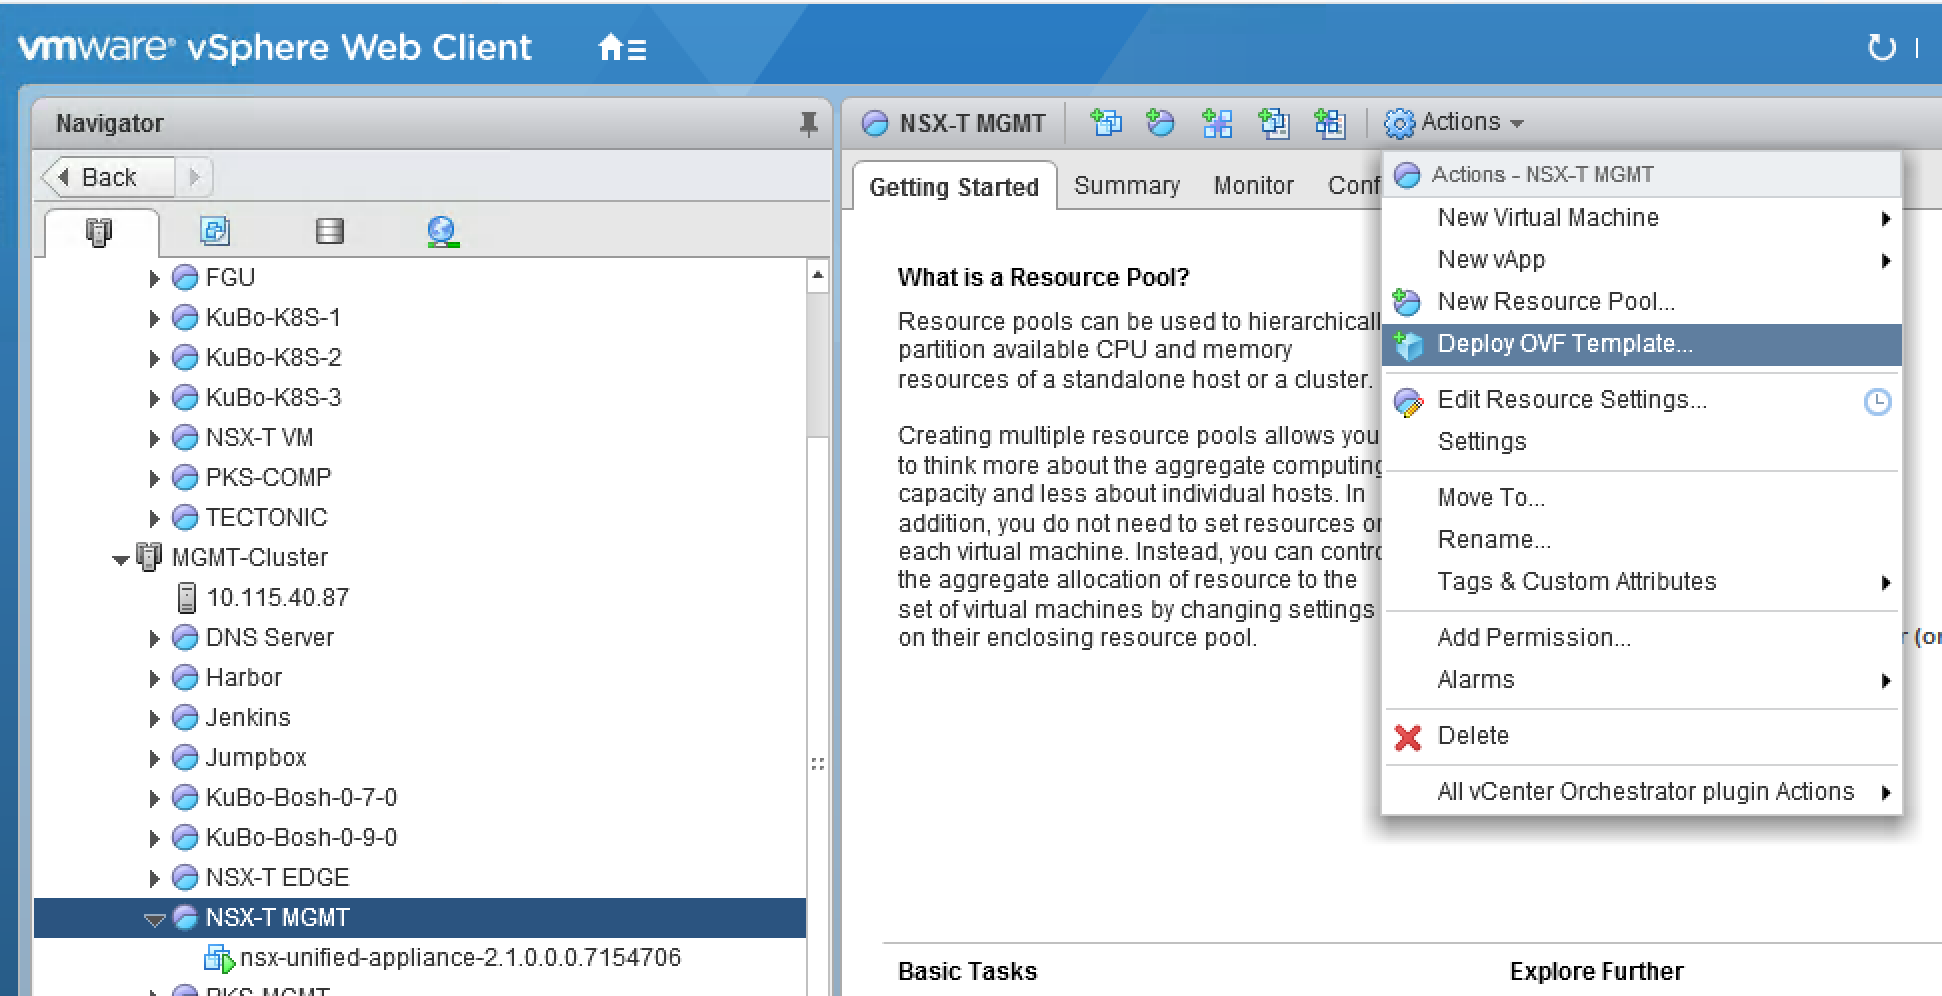 vmware® vSphere Web Client
Navigator
Back
FGU
KuBo-K8S-1
KuBo-K8S-2
KuBo-K8S-3
NSX-T VM
PKS-COMP
TECTONIC
MGMT-Cluster
10.115.40.87
DNS Server
Harbor
Jenkins
Jumpbox
KuBo-Bosh-0-7-0
KuBo-Bosh-0-9-0
NSX-T EDGE
NSX-T MGMT
nsx-unified-appliance-2.1.0.0.0.7154706
PKS-MGMT
NSX-T MGMT
Actions
Getting Started Summary Monitor Conf
What is a Resource Pool?
Resource pools can be used to hierarchicall
partition available CPU and memory
resources of a standalone host or a cluster.
Creating multiple resource pools allows you
to think more about the aggregate computing
capacity and less about individual hosts. In
addition, you do not need to set resources on
each virtual machine. Instead, you can contro
the aggregate allocation of resource to the
set of virtual machines by changing settings
on their enclosing resource pool.
Basic Tasks
Explore Further
Actions - NSX-T MGMT
New Virtual Machine
New vApp
New Resource Pool...
Deploy OVF Template...
Edit Resource Settings...
Settings
Move To...
Rename...
Tags & Custom Attributes
Add Permission...
Alarms
Delete
All vCenter Orchestrator plugin Actions
r (or